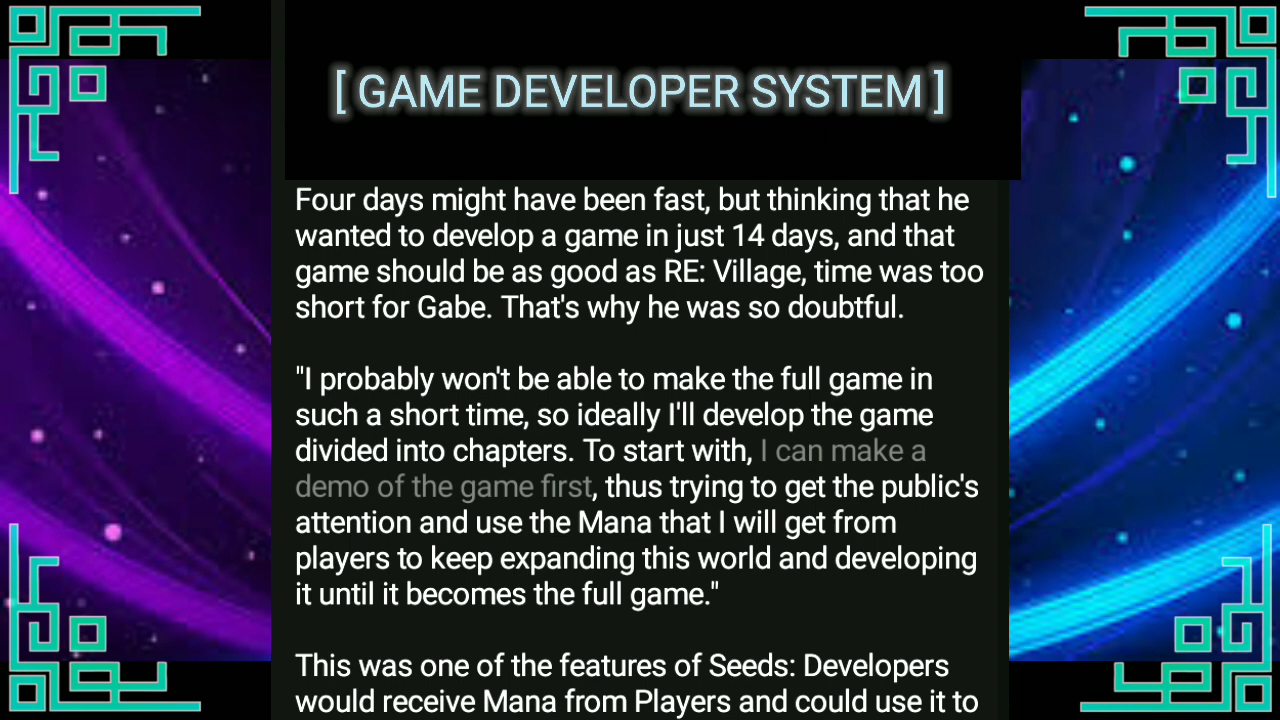 [ GAME DEVELOPER SYSTEM ]
Four days might have been fast, but thinking that he
wanted to develop a game in just 14 days, and that
game should be as good as RE: Village, time was too
short for Gabe. That's why he was so doubtful.
"I probably won't be able to make the full game in
such a short time, so ideally I'll develop the game
divided into chapters. To start with, I can make a
demo of the game first, thus trying to get the public's
attention and use the Mana that I will get from
players to keep expanding this world and developing
it until it becomes the full game."
This was one of the features of Seeds: Developers
would receive Mana from Players and could use it to